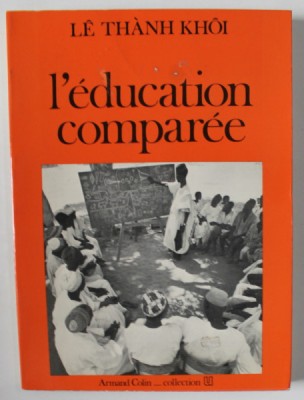 LÊ THÀNH KHÔI
l'éducation
comparée
Armand Colin ... collection U